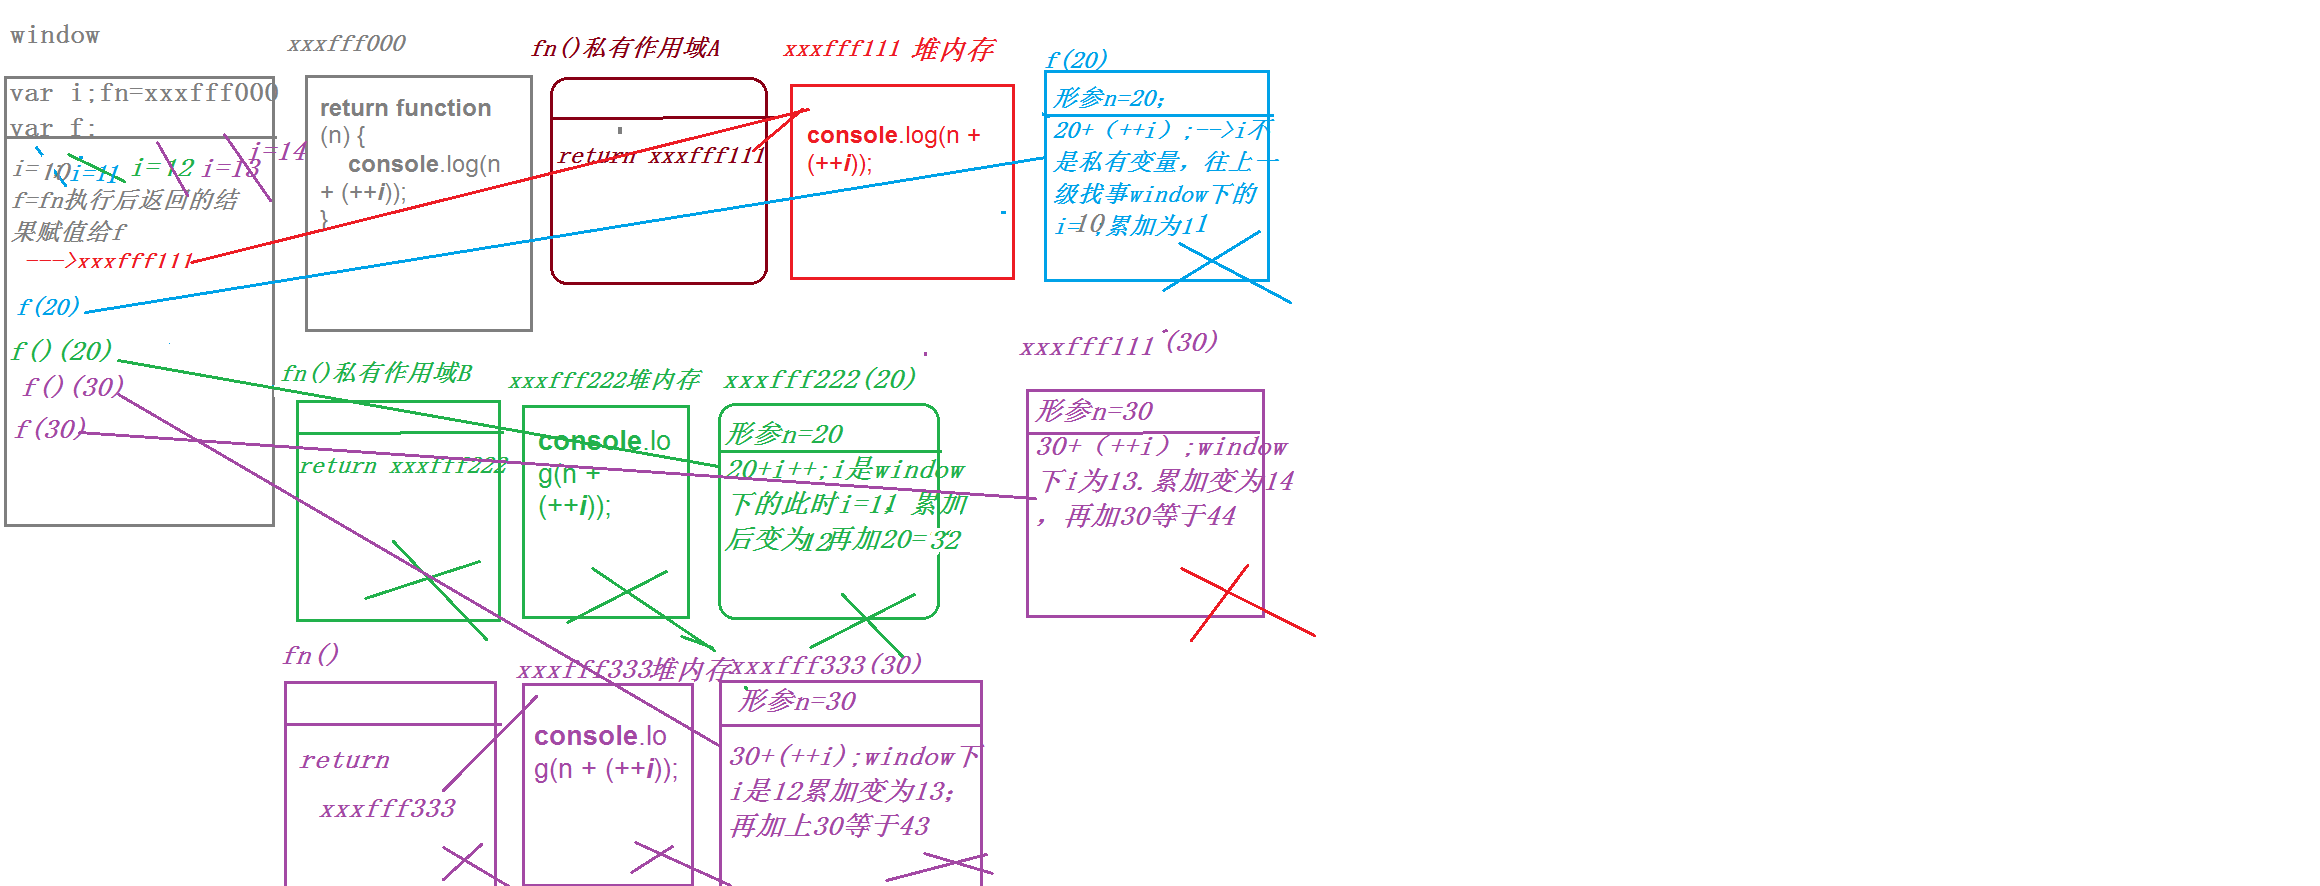 window
var i;fn=xxxfff000
var f;
i=10 i=11 i=12 i=13 i=14
f=fn执行后返回的结
果赋值给f
--->xxxfff111
f(20)
f()(20)
f()(30)
f(30)
xxxfff000
return function
(n) {
console.log(n
+ (++i));
}
fn()私有作用域A
return xxxfff111
xxxfff111 堆内存
console.log(n +
(++i));
f(20)
形参n=20;
20+（++i）;-->i不
是私有变量，往上一
级找事window下的
i=10,累加为11
fn()私有作用域B
return xxxfff222
xxxfff222堆内存
console.lo
g(n +
(++i));
xxxfff222(20)
形参n=20
20+i++;i是window
下的此时i=11，累加
后变为12再加20=32
xxxfff111(30)
形参n=30
30+（++i）;window
下i为13.累加变为14
，再加30等于44
fn()
return
xxxfff333
xxxfff333堆内存
console.lo
g(n + (++i));
xxxfff333(30)
形参n=30
30+(++i);window下
i是12累加变为13;
再加上30等于43